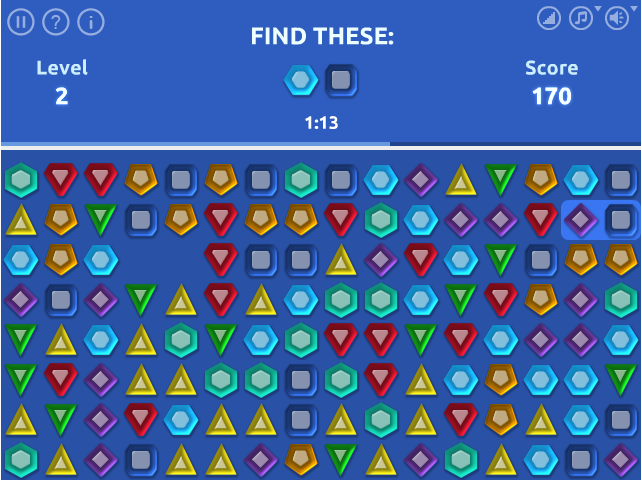 FIND THESE:
Level
2
Score
170
1:13